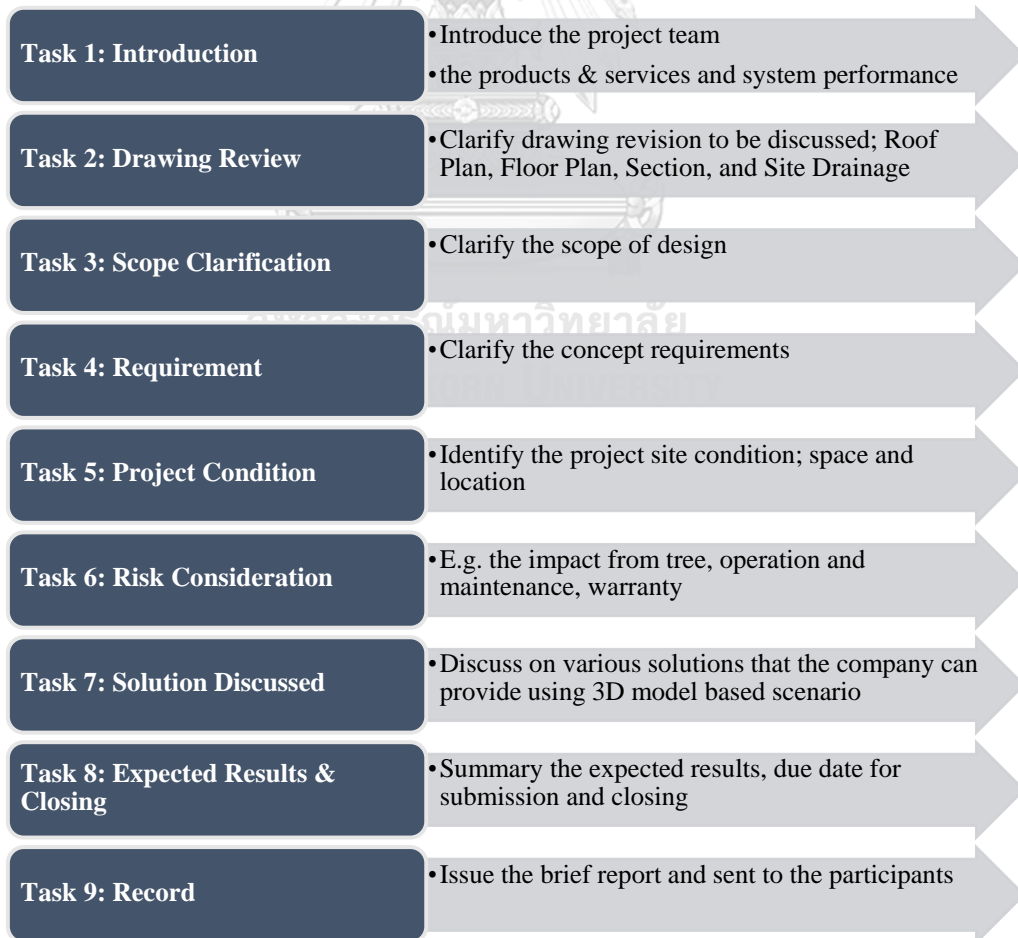 Task 1: Introduction
•Introduce the project team
•the products & services and system performance
Task 2: Drawing Review
•Clarify drawing revision to be discussed; Roof
Plan, Floor Plan, Section, and Site Drainage
Task 3: Scope Clarification
•Clarify the scope of design
Task 4: Requirement
•Clarify the concept requirements
Task 5: Project Condition
•Identify the project site condition; space and
location
Task 6: Risk Consideration
•E.g. the impact from tree, operation and
maintenance, warranty
Task 7: Solution Discussed
•Discuss on various solutions that the company can
provide using 3D model based scenario
Task 8: Expected Results &
Closing
•Summary the expected results, due date for
submission and closing
Task 9: Record
•Issue the brief report and sent to the participants